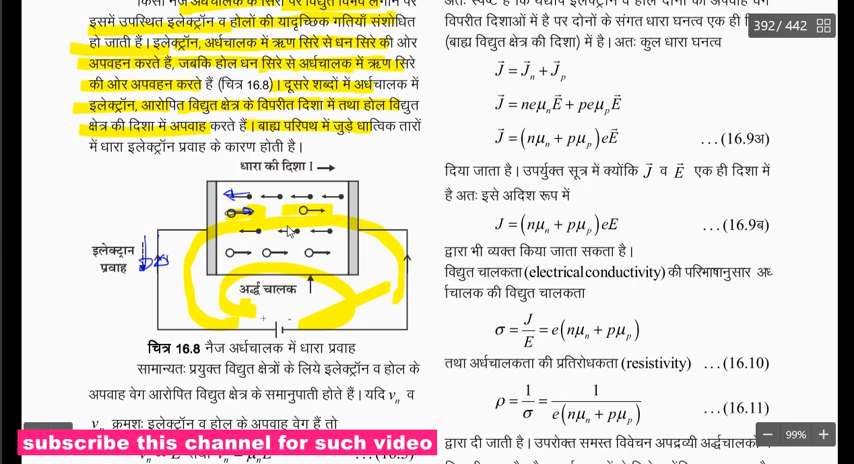 इसमें उपस्थित इलेक्ट्रॉन व होलों की यादृच्छिक गतियाँ संशोधित
हो जाती हैं। इलेक्ट्रॉन, अर्धचालक में ऋण सिरे से धन सिरे की ओर
अपवहन करते हैं, जबकि होल धन सिरे से अर्धचालक में ऋण सिरे
की ओर अपवहन करते हैं (चित्र 16.8)। दूसरे शब्दों में अर्धचालक में
इलेक्ट्रॉन, आरोपित विद्युत क्षेत्र के विपरीत दिशा में तथा होल विद्युत
क्षेत्र की दिशा में अपवाह करते हैं। बाह्य परिपथ में जुड़े धात्विक तारों
में धारा इलेक्ट्रॉन प्रवाह के कारण होती है।
धारा की दिशा I
इलेक्ट्रान
प्रवाह
अर्द्ध चालक
+ -
चित्र 16.8 नैज अर्धचालक में धारा प्रवाह
सामान्यतः प्रयुक्त विद्युत क्षेत्रों के लिये इलेक्ट्रॉन व होल के
अपवाह वेग आरोपित विद्युत क्षेत्र के समानुपाती होते हैं। यदि vₙ व
क्रमशः इलेक्ट्रॉन व होल के अपवाह वेग हैं तो
विपरीत दिशाओं में है पर दोनों के संगत धारा घनत्व एक ही
(बाह्य विद्युत क्षेत्र की दिशा) में है। अतः कुल धारा घनत्व
J⃗ = J⃗ₙ + J⃗ₚ
J⃗ = neμₙE⃗ + peμₚE⃗
J⃗ = (nμₙ + pμₚ)eE⃗ ...(16.9अ)
दिया जाता है। उपर्युक्त सूत्र में क्योंकि J⃗ व E⃗ एक ही दिशा में
है अतः इसे अदिश रूप में
J = (nμₙ + pμₚ)eE ...(16.9ब)
द्वारा भी व्यक्त किया जाता सकता है।
विद्युत चालकता (electrical conductivity) की परिभाषानुसार अध
र्चालक की विद्युत चालकता
σ = J/E = e(nμₙ + pμₚ)
तथा अर्धचालकता की प्रतिरोधकता (resistivity) ...(16.10)
ρ = 1/σ = 1/e(nμₙ + pμₚ) ...(16.11)
द्वारा दी जाती है। उपरोक्त समस्त विवेचन अपद्रव्यी अर्द्धचालकों
392 / 442
− 99% +
subscribe this channel for such video